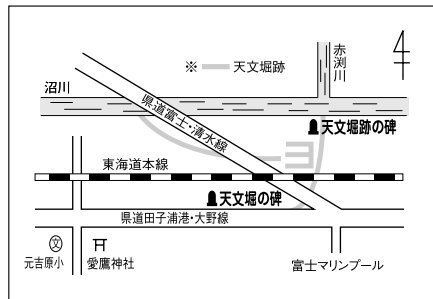 ※ 天文堀跡
赤渕川
沼川
県道富士・清水線
天文堀跡の碑
東海道本線
天文堀の碑
県道田子浦港・大野線
文
元吉原小
愛鷹神社
富士マリンプール